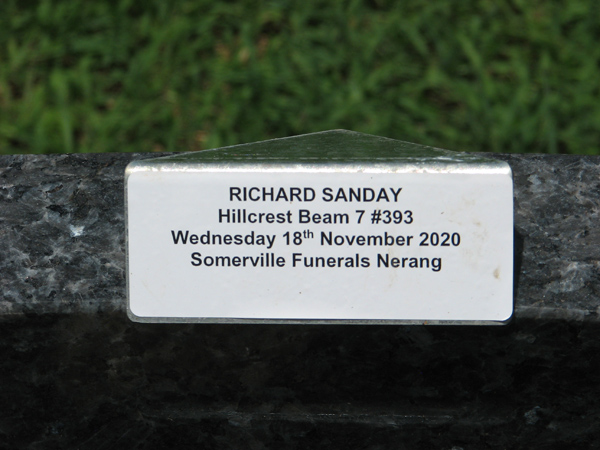 RICHARD SANDAY
Hillcrest Beam 7 #393
Wednesday 18th November 2020
Somerville Funerals Nerang